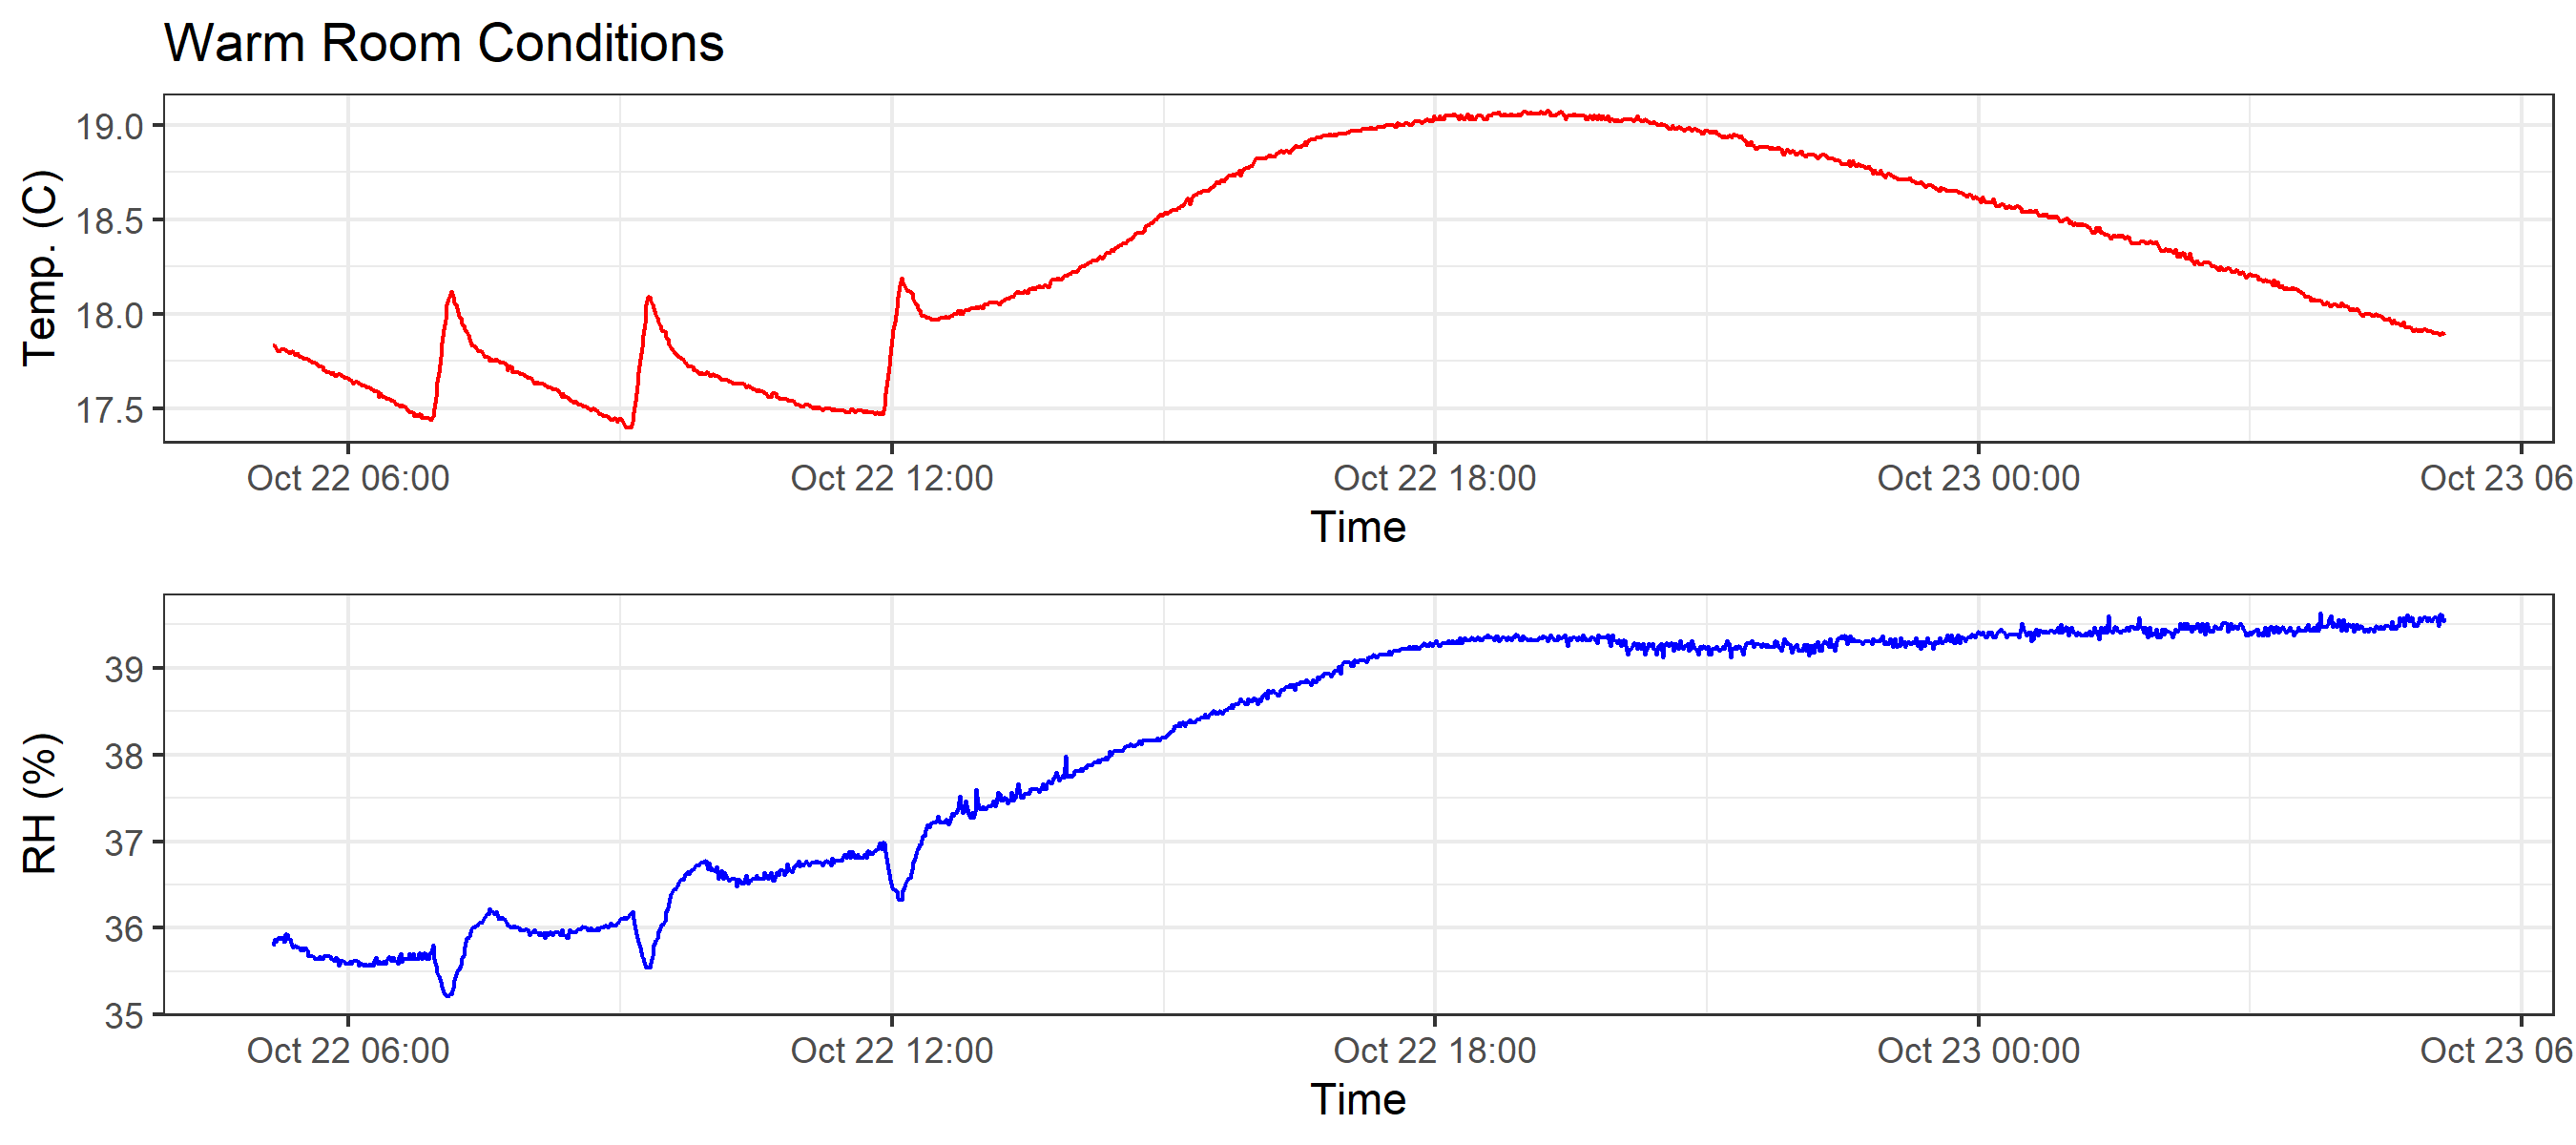 Warm Room Conditions
Temp. (C)
19.0
18.5
18.0
17.5
Oct 22 06:00 Oct 22 12:00 Oct 22 18:00 Oct 23 00:00 Oct 23 06
Time
RH (%)
39
38
37
36
35
Oct 22 06:00 Oct 22 12:00 Oct 22 18:00 Oct 23 00:00 Oct 23 06
Time